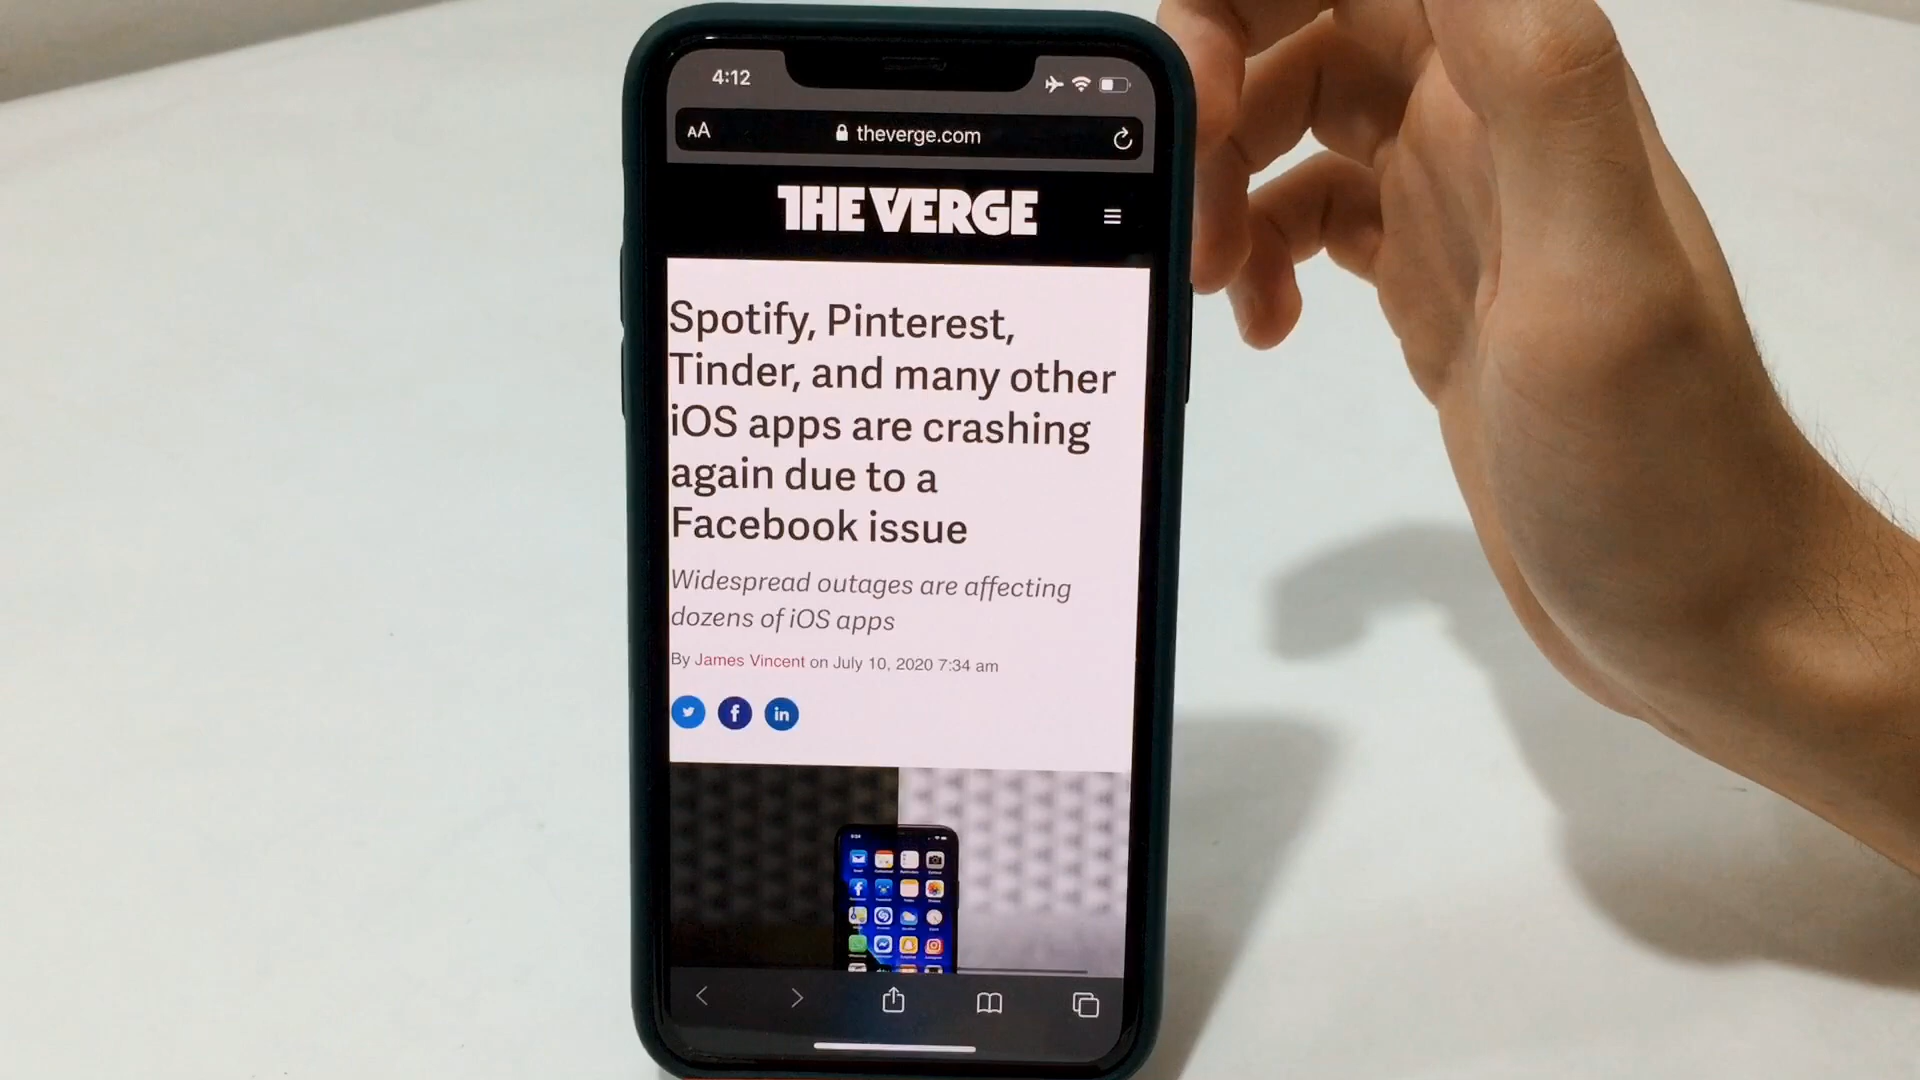 4:12
AA theverge.com
THE VERGE
Spotify, Pinterest,
Tinder, and many other
iOS apps are crashing
again due to a
Facebook issue
Widespread outages are affecting
dozens of iOS apps
By James Vincent on July 10, 2020 7:34 am
f in